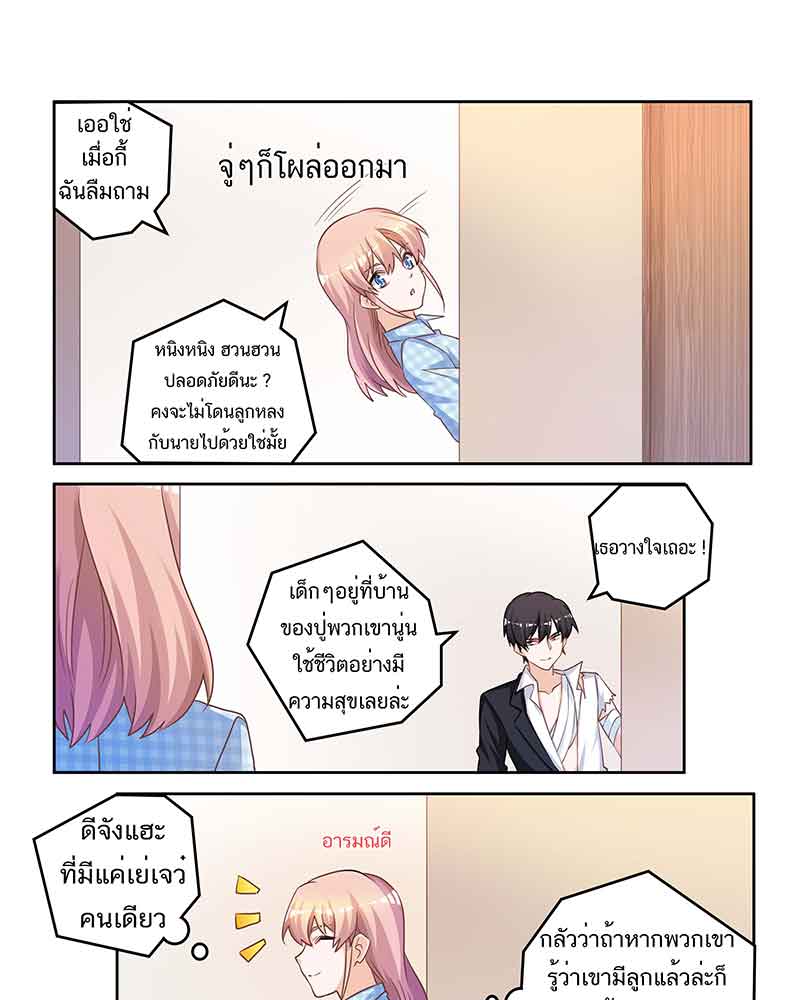 เออใช่
เมื่อกี้
ฉันลืมถาม
จู่ๆก็โผล่ออกมา
หนิงหนิง ฮวนฮวน
ปลอดภัยดีนะ ?
คงจะไม่โดนลูกหลง
กับนายไปด้วยใช่มั้ย
เธอวางใจเถอะ !
เด็กๆอยู่ที่บ้าน
ของปู่พวกเขานู่น
ใช้ชีวิตอย่างมี
ความสุขเลยล่ะ
ดีจังแฮะ
ที่มีแค่เย่เจว๋
คนเดียว
อารมณ์ดี
กลัวว่าถ้าหากพวกเขา
รู้ว่าเขามีลูกแล้วล่ะก็